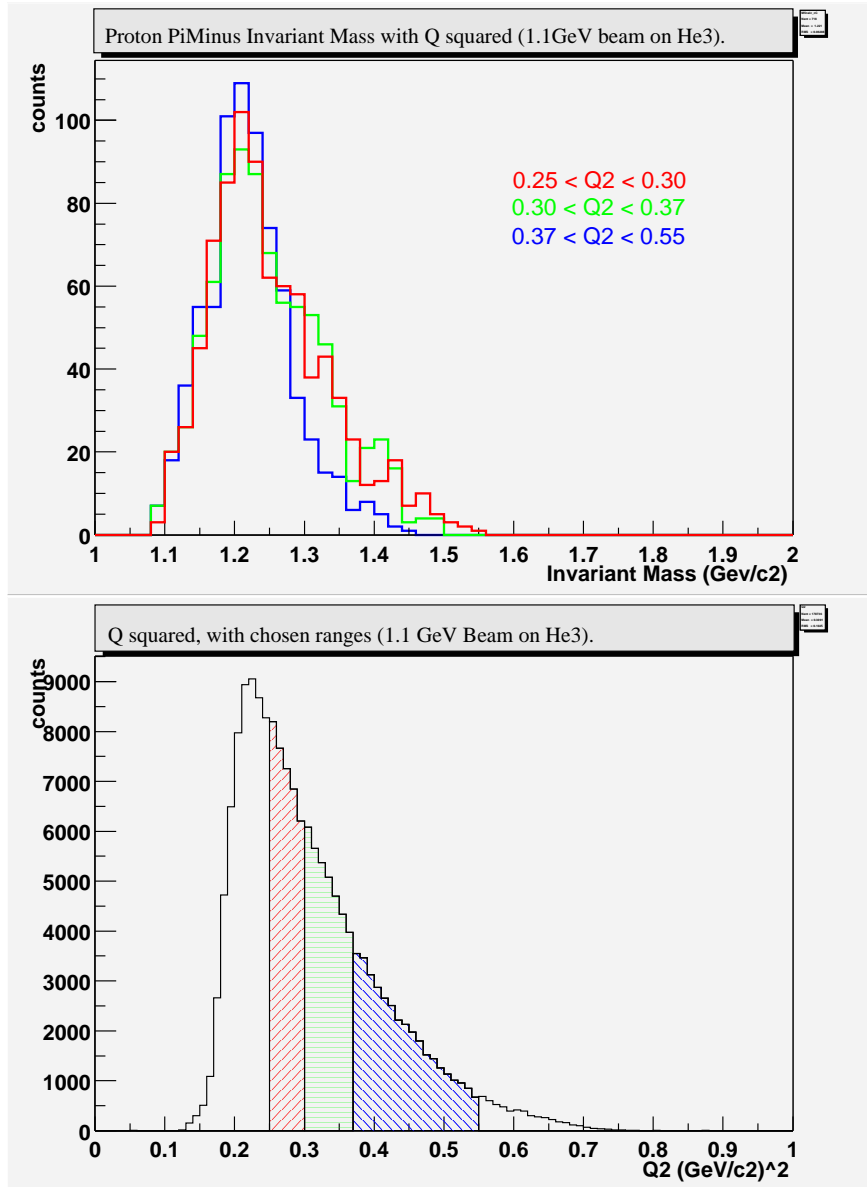 Proton PiMinus Invariant Mass with Q squared (1.1GeV beam on He3).
counts
100
80
60
40
20
0
0.25 < Q2 < 0.30
0.30 < Q2 < 0.37
0.37 < Q2 < 0.55
1 1.1 1.2 1.3 1.4 1.5 1.6 1.7 1.8 1.9 2
Invariant Mass (Gev/c2)
Q squared, with chosen ranges (1.1 GeV Beam on He3).
counts
9000
8000
7000
6000
5000
4000
3000
2000
1000
0
0 0.1 0.2 0.3 0.4 0.5 0.6 0.7 0.8 0.9 1
Q2 (GeV/c2)^2